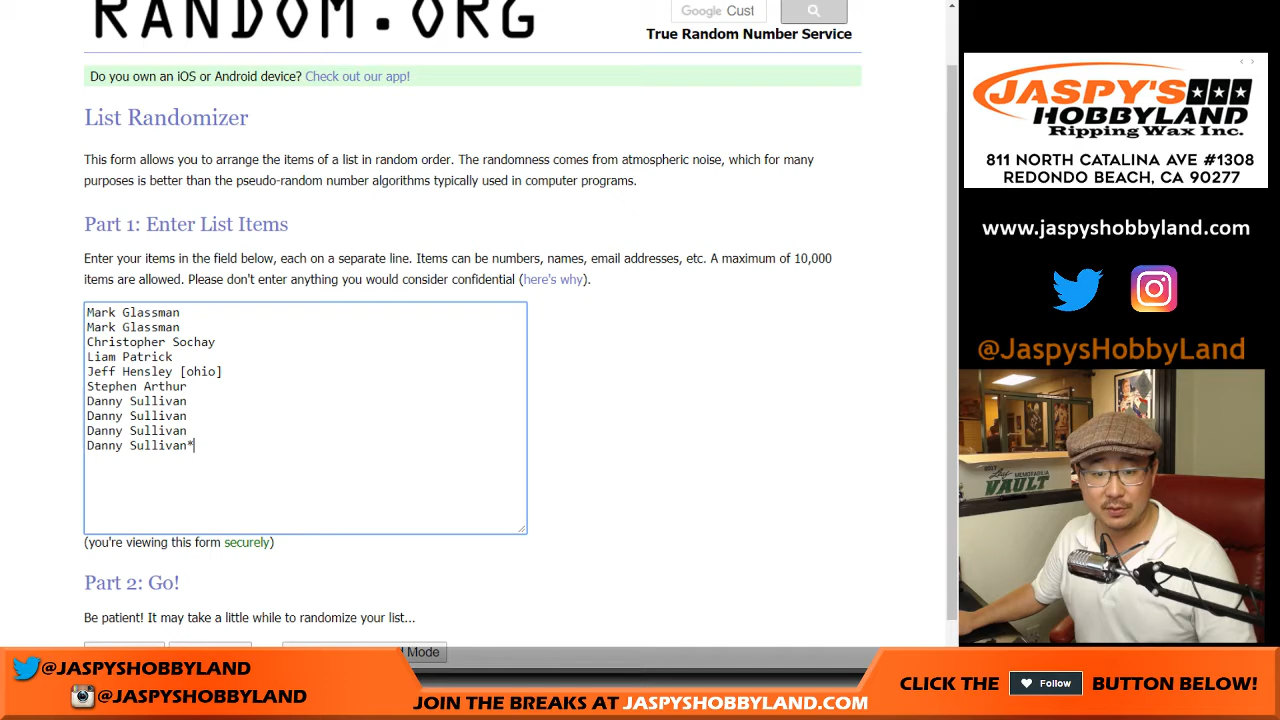 RANDOM.ORG
Google Cust
True Random Number Service
Do you own an iOS or Android device? Check out our app!
List Randomizer
This form allows you to arrange the items of a list in random order. The randomness comes from atmospheric noise, which for many
purposes is better than the pseudo-random number algorithms typically used in computer programs.
Part 1: Enter List Items
Enter your items in the field below, each on a separate line. Items can be numbers, names, email addresses, etc. A maximum of 10,000
items are allowed. Please don't enter anything you would consider confidential (here's why).
Mark Glassman
Mark Glassman
Christopher Sochay
Liam Patrick
Jeff Hensley [ohio]
Stephen Arthur
Danny Sullivan
Danny Sullivan
Danny Sullivan
Danny Sullivan*
(you're viewing this form securely)
Part 2: Go!
Be patient! It may take a little while to randomize your list...
Mode
JASPY'S
HOBBYLAND
Ripping Wax Inc.
811 NORTH CATALINA AVE #1308
REDONDO BEACH, CA 90277
www.jaspyshobbyland.com
@JaspysHobbyLand
MEMORABILIA
VAULT
@JASPYSHOBBYLAND
@JASPYSHOBBYLAND
JOIN THE BREAKS AT JASPYSHOBBYLAND.COM
CLICK THE Follow BUTTON BELOW!